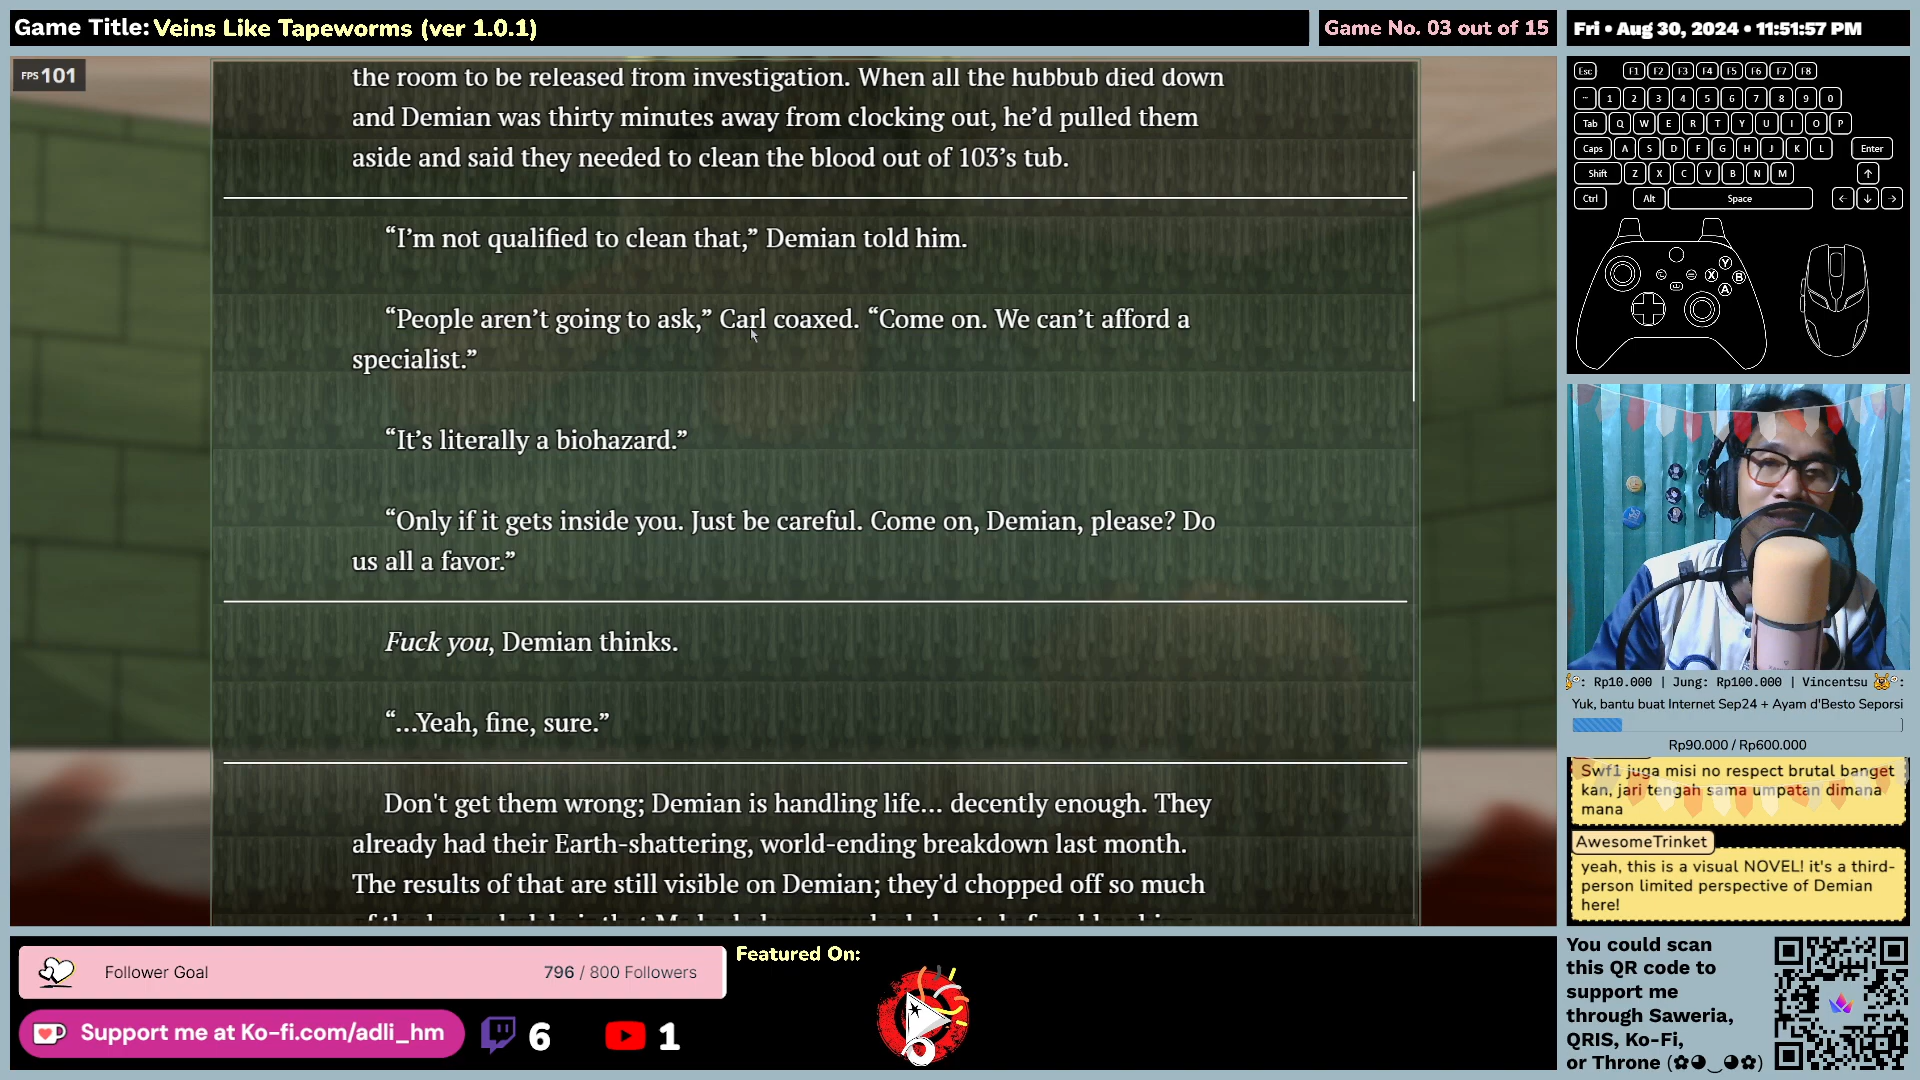 Game Title: Veins Like Tapeworms (ver 1.0.1)
Game No. 03 out of 15
Fri • Aug 30, 2024 • 11:51:57 PM
FPS 101
the room to be released from investigation. When all the hubbub died down
and Demian was thirty minutes away from clocking out, he’d pulled them
aside and said they needed to clean the blood out of 103’s tub.
“I’m not qualified to clean that,” Demian told him.
“People aren’t going to ask,” Carl coaxed. “Come on. We can’t afford a
specialist.”
“It’s literally a biohazard.”
“Only if it gets inside you. Just be careful. Come on, Demian, please? Do
us all a favor.”
Fuck you, Demian thinks.
“...Yeah, fine, sure.”
Don't get them wrong; Demian is handling life... decently enough. They
already had their Earth-shattering, world-ending breakdown last month.
The results of that are still visible on Demian; they'd chopped off so much
Esc F1 F2 F3 F4 F5 F6 F7 F8
~ 1 2 3 4 5 6 7 8 9 0
Tab Q W E R T Y U I O P
Caps A S D F G H J K L Enter
Shift Z X C V B N M ↑
Ctrl Alt Space ← ↓ →
Y
X B
A
: Rp10.000 | Jung: Rp100.000 | Vincentsu :
Yuk, bantu buat Internet Sep24 + Ayam d'Besto Seporsi
Rp90.000 / Rp600.000
Swf1 juga misi no respect brutal banget
kan, jari tengah sama umpatan dimana
mana
AwesomeTrinket
yeah, this is a visual NOVEL! it's a third-
person limited perspective of Demian
here!
Follower Goal
796 / 800 Followers
Support me at Ko-fi.com/adli_hm
6
1
Featured On:
You could scan
this QR code to
support me
through Saweria,
QRIS, Ko-Fi,
or Throne (✿◕‿◕✿)